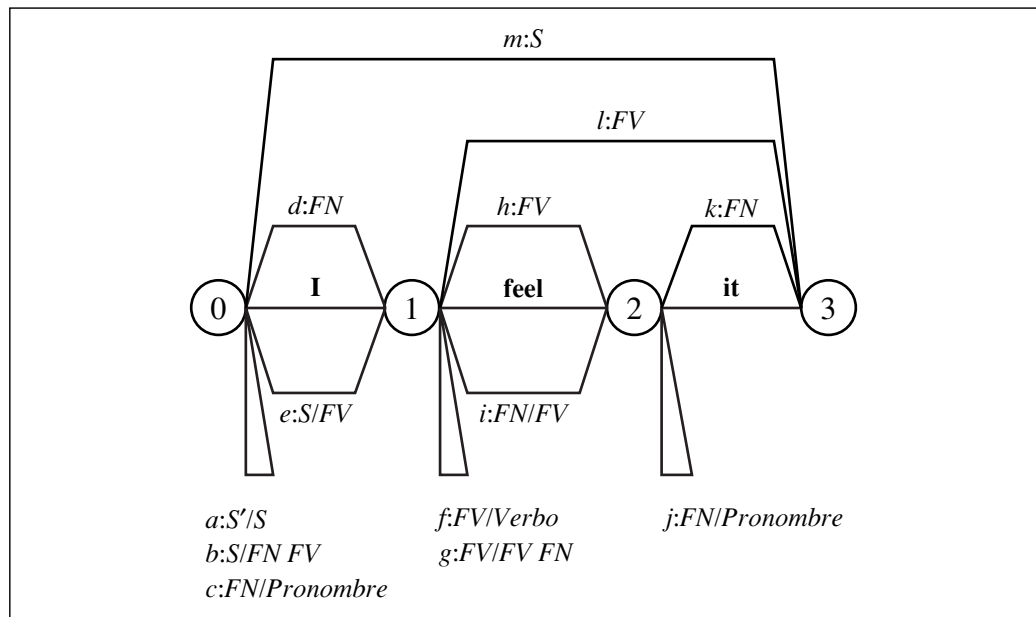 m:S
l:FV
d:FN h:FV k:FN
I feel it
0 1 2 3
e:S/FV i:FN/FV
a:S′/S f:FV/Verbo j:FN/Pronombre
b:S/FN FV g:FV/FV FN
c:FN/Pronombre